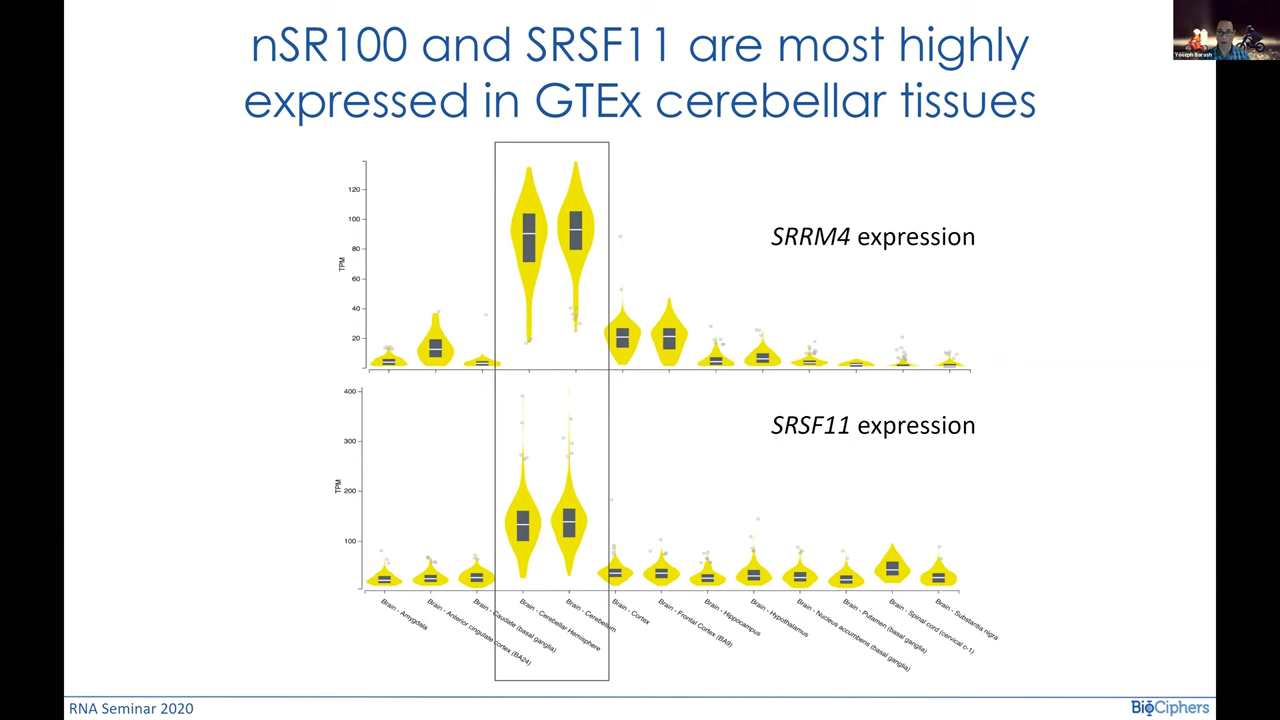 nSR100 and SRSF11 are most highly
expressed in GTEx cerebellar tissues
Yoseph Barash
SRRM4 expression
TPM
120
100
80
60
40
20
SRSF11 expression
TPM
400
300
200
100
Brain - Amygdala
Brain - Anterior cingulate cortex (BA24)
Brain - Caudate (basal ganglia)
Brain - Cerebellar Hemisphere
Brain - Cerebellum
Brain - Cortex
Brain - Frontal Cortex (BA9)
Brain - Hippocampus
Brain - Hypothalamus
Brain - Nucleus accumbens (basal ganglia)
Brain - Putamen (basal ganglia)
Brain - Spinal cord (cervical c-1)
Brain - Substantia nigra
RNA Seminar 2020
BioCiphers